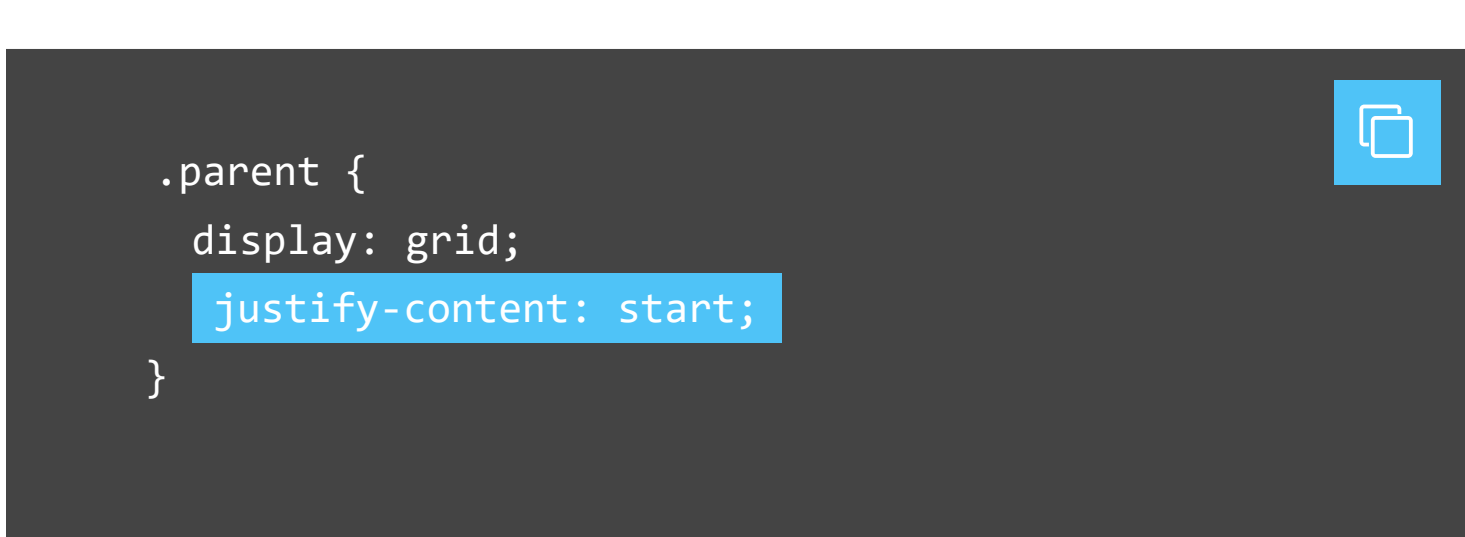 .parent {
display: grid;
justify-content: start;
}